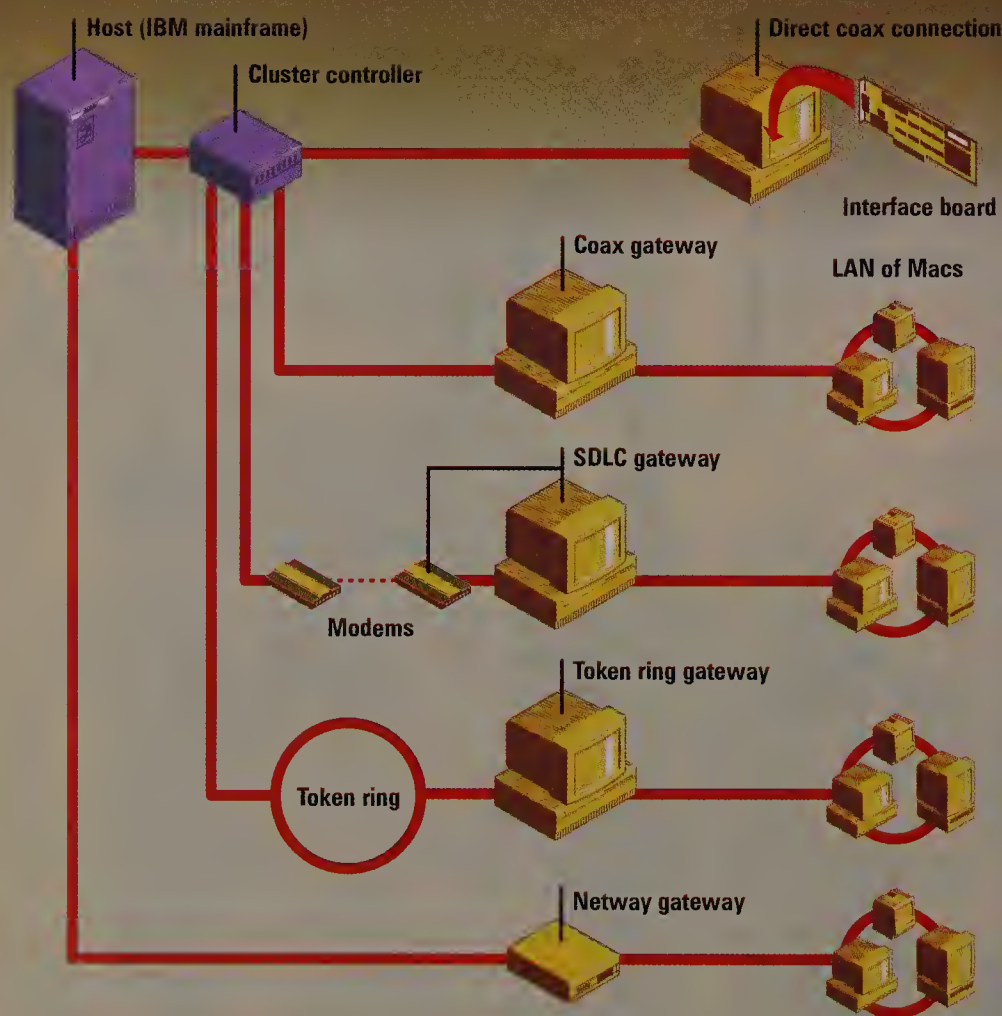 Host (IBM mainframe)
Direct coax connection
Cluster controller
Interface board
Coax gateway
LAN of Macs
SDLC gateway
Modems
Token ring gateway
Token ring
Netway gateway